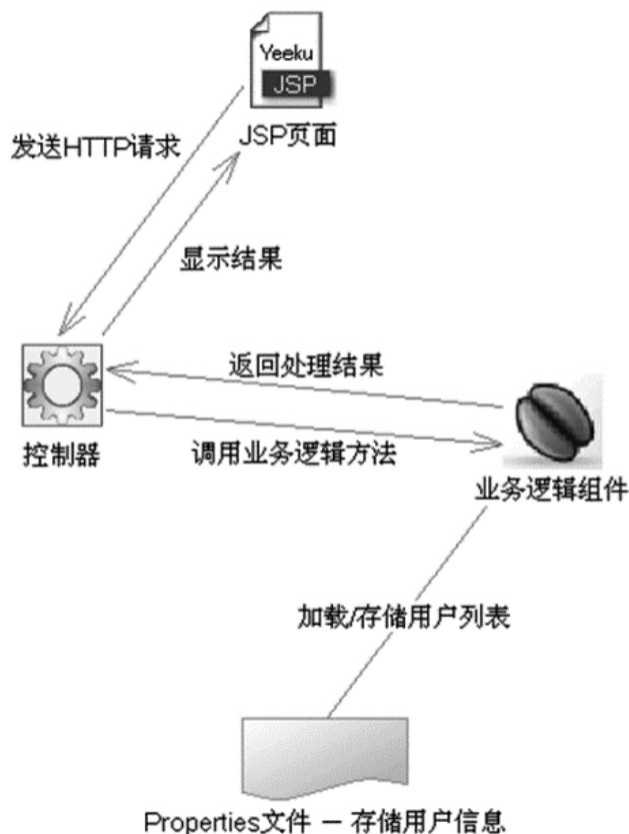 Yeeku
JSP
JSP页面
发送HTTP请求
显示结果
返回处理结果
控制器
调用业务逻辑方法
业务逻辑组件
加载/存储用户列表
Properties文件 — 存储用户信息